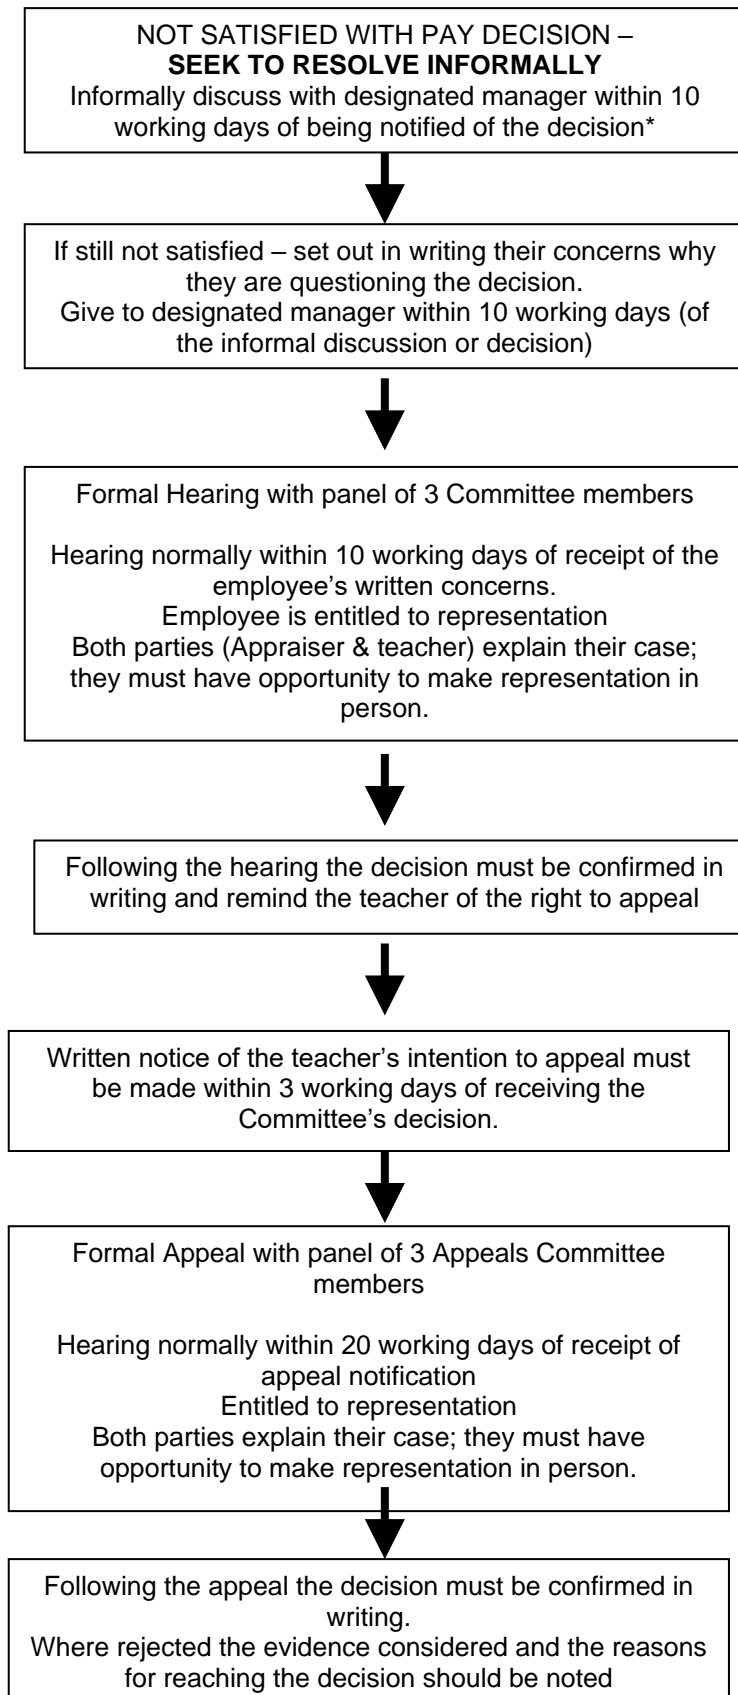 NOT SATISFIED WITH PAY DECISION –
SEEK TO RESOLVE INFORMALLY
Informally discuss with designated manager within 10
working days of being notified of the decision*
If still not satisfied – set out in writing their concerns why
they are questioning the decision.
Give to designated manager within 10 working days (of
the informal discussion or decision)
Formal Hearing with panel of 3 Committee members
Hearing normally within 10 working days of receipt of the
employee’s written concerns.
Employee is entitled to representation
Both parties (Appraiser & teacher) explain their case;
they must have opportunity to make representation in
person.
Following the hearing the decision must be confirmed in
writing and remind the teacher of the right to appeal
Written notice of the teacher’s intention to appeal must
be made within 3 working days of receiving the
Committee’s decision.
Formal Appeal with panel of 3 Appeals Committee
members
Hearing normally within 20 working days of receipt of
appeal notification
Entitled to representation
Both parties explain their case; they must have
opportunity to make representation in person.
Following the appeal the decision must be confirmed in
writing.
Where rejected the evidence considered and the reasons
for reaching the decision should be noted